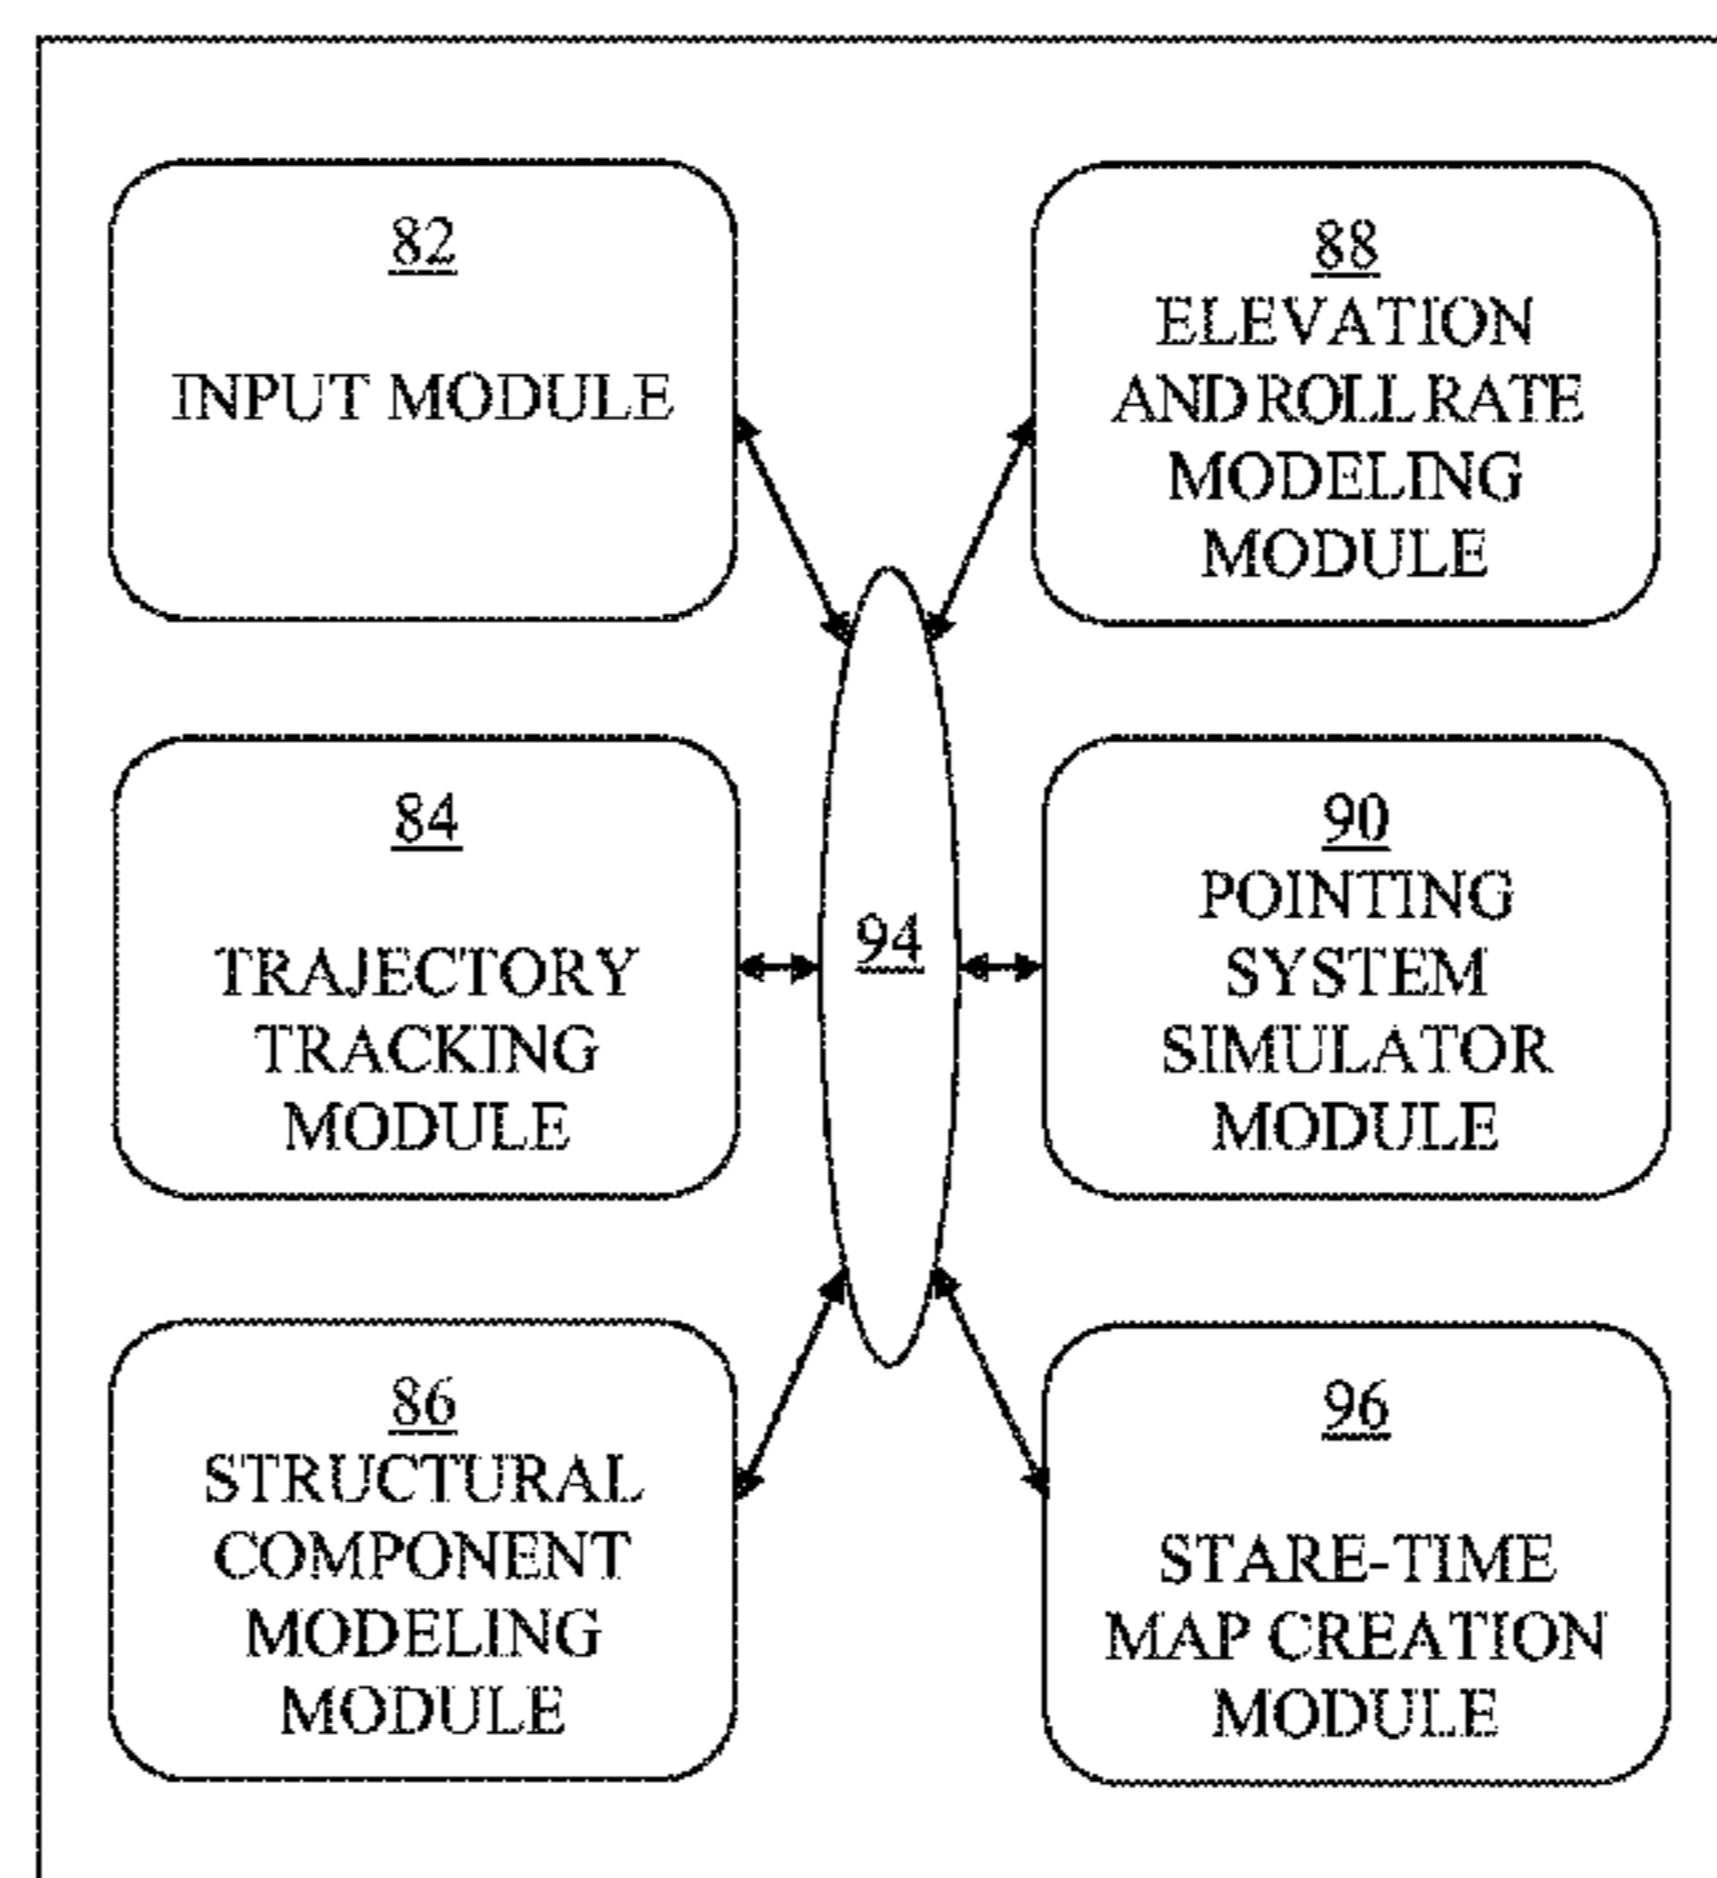 82
INPUT MODULE
88
ELEVATION
AND ROLL RATE
MODELING
MODULE
84
TRAJECTORY
TRACKING
MODULE
94
90
POINTING
SYSTEM
SIMULATOR
MODULE
86
STRUCTURAL
COMPONENT
MODELING
MODULE
96
STARE-TIME
MAP CREATION
MODULE